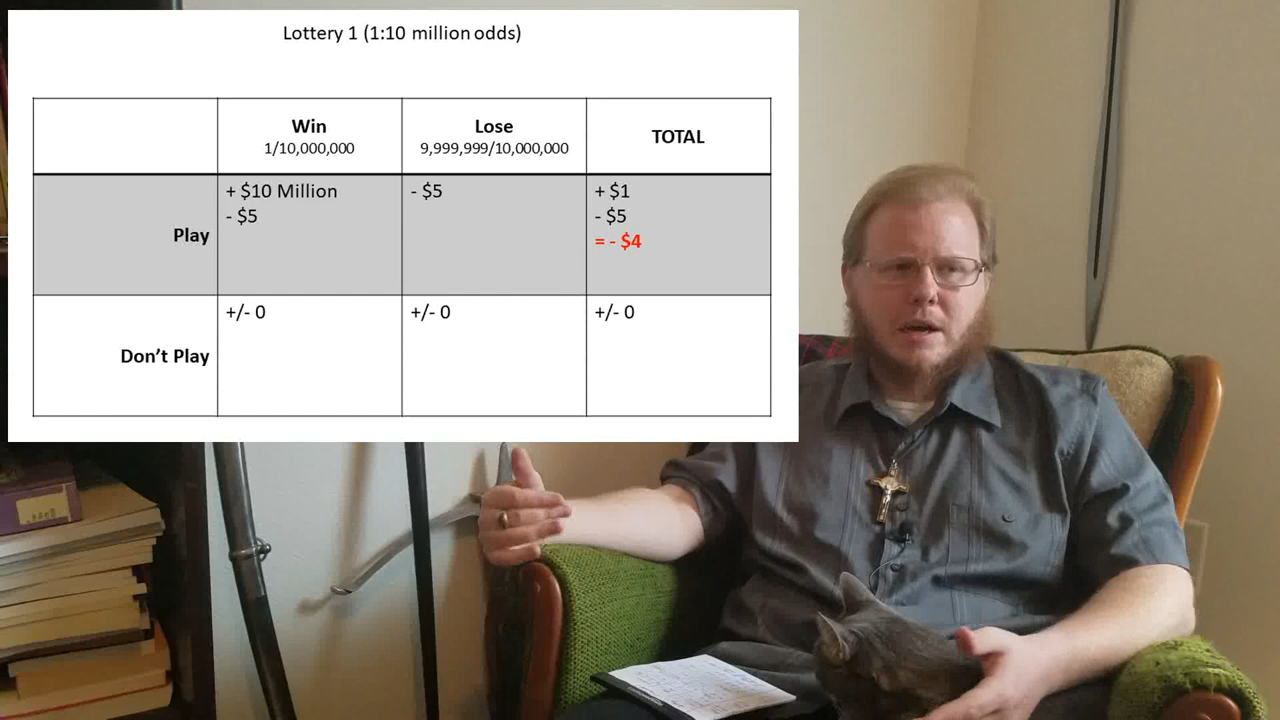 Lottery 1 (1:10 million odds)
Win
1/10,000,000
Lose
9,999,999/10,000,000
TOTAL
Play
+ $10 Million
- $5
- $5
+ $1
- $5
= - $4
Don't Play
+/- 0
+/- 0
+/- 0